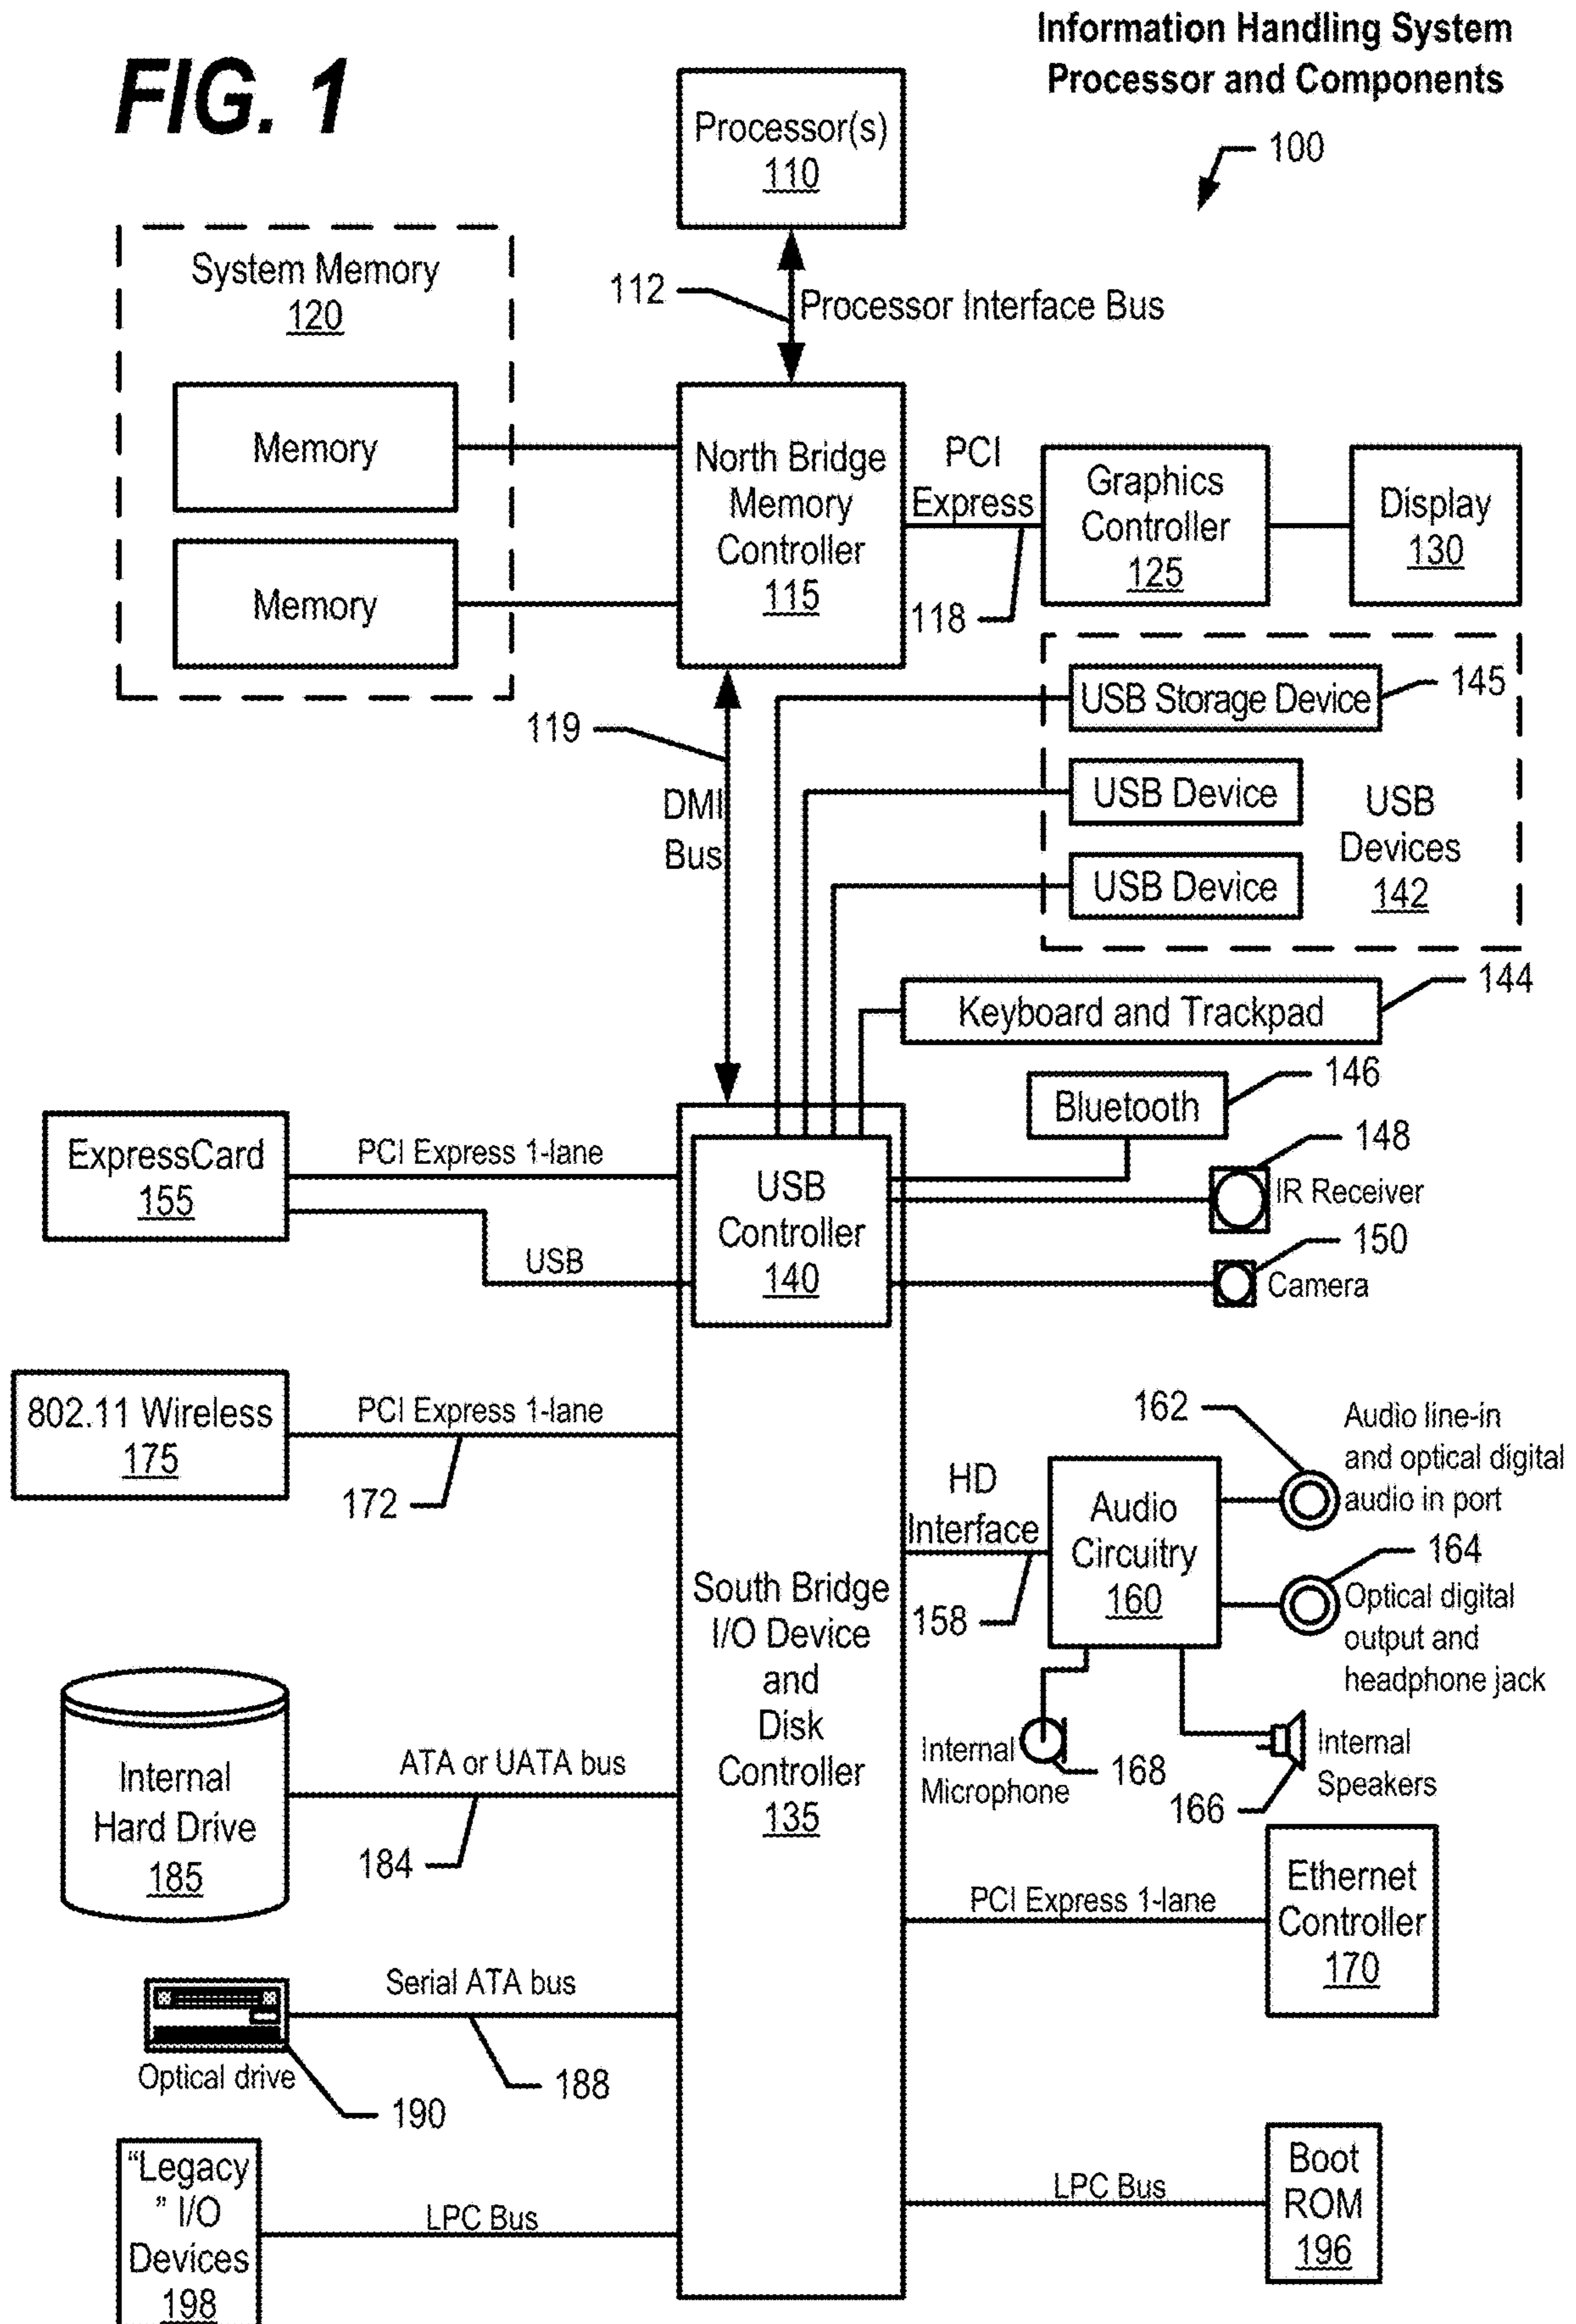 Information Handling System
Processor and Components
FIG. 1
100
Processor(s)
110
System Memory
120
112
Processor Interface Bus
Memory
Memory
North Bridge
Memory
Controller
115
PCI
Express
118
Graphics
Controller
125
Display
130
119
DMI
Bus
USB Storage Device
145
USB Device
USB Device
USB
Devices
142
Keyboard and Trackpad
144
Bluetooth
146
148
IR Receiver
150
Camera
ExpressCard
155
PCI Express 1-lane
USB
USB
Controller
140
802.11 Wireless
175
PCI Express 1-lane
172
South Bridge
I/O Device
and
Disk
Controller
135
HD
Interface
158
Audio
Circuitry
160
162
Audio line-in
and optical digital
audio in port
164
Optical digital
output and
headphone jack
Internal
Microphone
168
166
Internal
Speakers
Internal
Hard Drive
185
ATA or UATA bus
184
PCI Express 1-lane
Ethernet
Controller
170
Serial ATA bus
188
Optical drive
190
“Legacy
” I/O
Devices
198
LPC Bus
LPC Bus
Boot
ROM
196